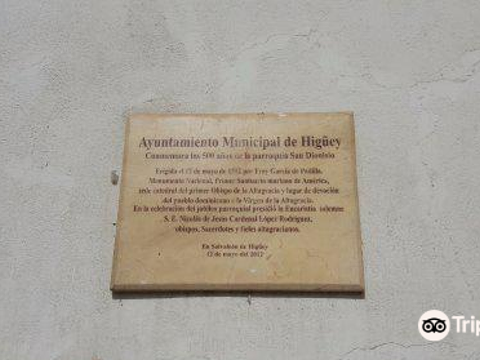 Ayuntamiento Municipal de Higüey
Conmemora los 500 años de la parroquia San Dionisio
Erigida el 12 de mayo de 1512 por Fray García de Padilla.
Monumento Nacional, Primer Santuario mariano de América,
sede catedral del primer Obispo de la Altagracia y lugar de devoción
del pueblo dominicano a la Virgen de la Altagracia.
En la celebración del jubileo parroquial presidió la Eucaristía solemne
S. E. Nicolás de Jesús Cardenal López Rodríguez,
obispos, Sacerdotes y fieles altagracianos.
En Salvaleón de Higüey
12 de mayo del 2012
Trip